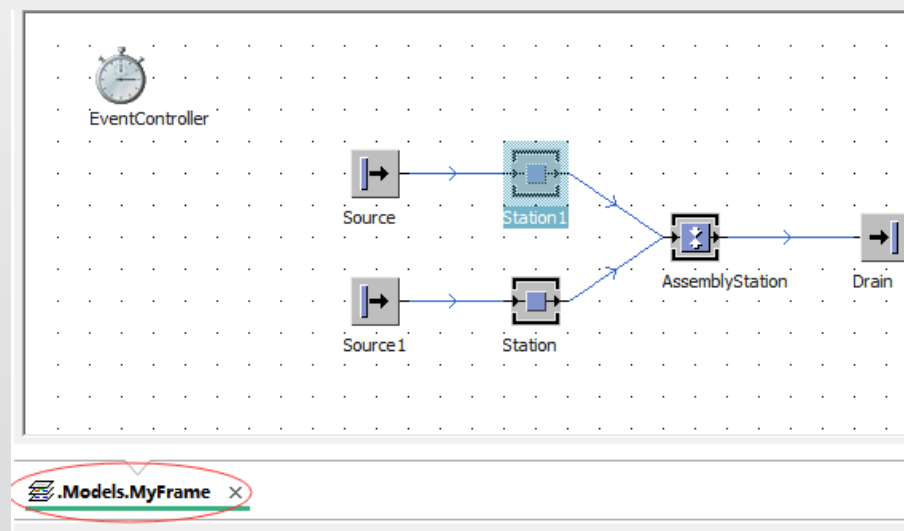 EventController
Source
Station1
AssemblyStation
Drain
Source1
Station
.Models.MyFrame